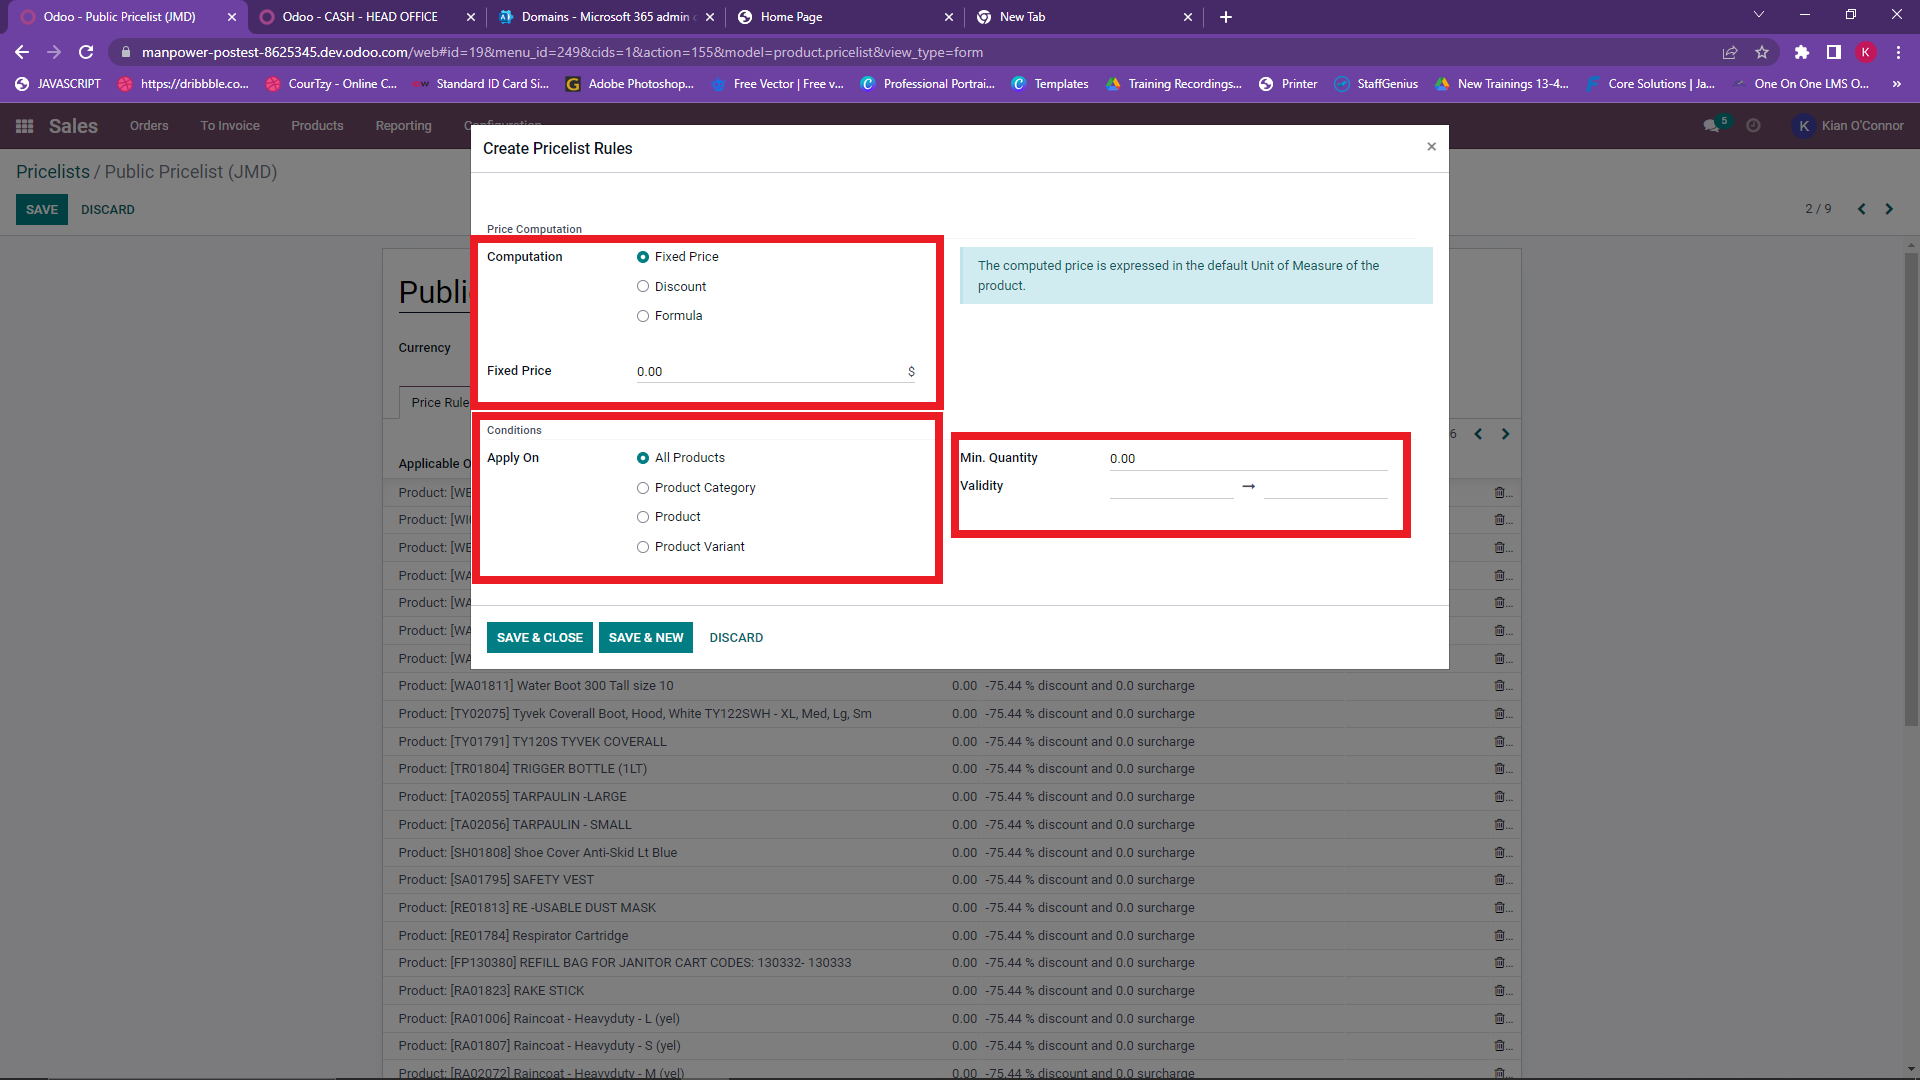 Odoo - Public Pricelist (JMD)
Odoo - CASH - HEAD OFFICE
Domains - Microsoft 365 admin
Home Page
New Tab
manpower-postest-8625345.dev.odoo.com/web#id=19&menu_id=249&cids=1&action=155&model=product.pricelist&view_type=form
K
JAVASCRIPT
https://dribbble.co...
CourTzy - Online C...
Standard ID Card Si...
Adobe Photoshop...
Free Vector | Free v...
Professional Portrai...
Templates
Training Recordings...
Printer
StaffGenius
New Trainings 13-4...
Core Solutions | Ja...
One On One LMS O...
Sales Orders To Invoice Products Reporting Configuration
5
K Kian O'Connor
Pricelists / Public Pricelist (JMD)
SAVE DISCARD
2 / 9
Create Pricelist Rules
Price Computation
Computation
Fixed Price
Discount
Formula
The computed price is expressed in the default Unit of Measure of the
product.
Fixed Price 0.00 $
Conditions
Apply On
All Products
Product Category
Product
Product Variant
Min. Quantity 0.00
Validity
SAVE & CLOSE SAVE & NEW DISCARD
Public
Currency
Price Rule
6
Applicable O
Product: [WE
Product: [WI
Product: [WE
Product: [WA
Product: [WA
Product: [WA
Product: [WA
Product: [WA01811] Water Boot 300 Tall size 10 0.00 -75.44 % discount and 0.0 surcharge
Product: [TY02075] Tyvek Coverall Boot, Hood, White TY122SWH - XL, Med, Lg, Sm 0.00 -75.44 % discount and 0.0 surcharge
Product: [TY01791] TY120S TYVEK COVERALL 0.00 -75.44 % discount and 0.0 surcharge
Product: [TR01804] TRIGGER BOTTLE (1LT) 0.00 -75.44 % discount and 0.0 surcharge
Product: [TA02055] TARPAULIN -LARGE 0.00 -75.44 % discount and 0.0 surcharge
Product: [TA02056] TARPAULIN - SMALL 0.00 -75.44 % discount and 0.0 surcharge
Product: [SH01808] Shoe Cover Anti-Skid Lt Blue 0.00 -75.44 % discount and 0.0 surcharge
Product: [SA01795] SAFETY VEST 0.00 -75.44 % discount and 0.0 surcharge
Product: [RE01813] RE -USABLE DUST MASK 0.00 -75.44 % discount and 0.0 surcharge
Product: [RE01784] Respirator Cartridge 0.00 -75.44 % discount and 0.0 surcharge
Product: [FP130380] REFILL BAG FOR JANITOR CART CODES: 130332- 130333 0.00 -75.44 % discount and 0.0 surcharge
Product: [RA01823] RAKE STICK 0.00 -75.44 % discount and 0.0 surcharge
Product: [RA01006] Raincoat - Heavyduty - L (yel) 0.00 -75.44 % discount and 0.0 surcharge
Product: [RA01807] Raincoat - Heavyduty - S (yel) 0.00 -75.44 % discount and 0.0 surcharge
Product: [RA02072] Raincoat - Heavyduty - M (yel) 0.00 -75.44 % discount and 0.0 surcharge